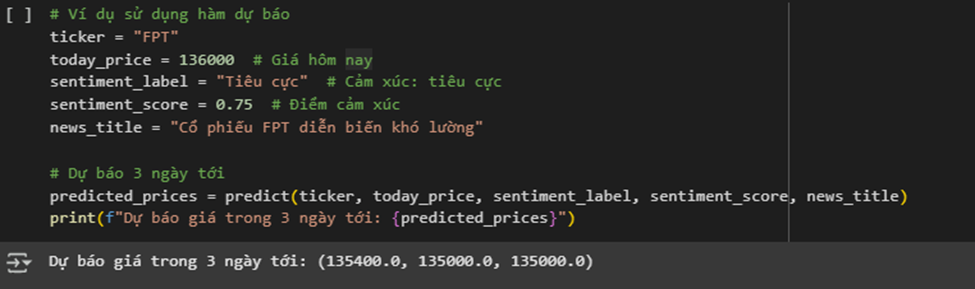 [ ] # Ví dụ sử dụng hàm dự báo
ticker = "FPT"
today_price = 136000  # Giá hôm nay
sentiment_label = "Tiêu cực"  # Cảm xúc: tiêu cực
sentiment_score = 0.75  # Điểm cảm xúc
news_title = "Cổ phiếu FPT diễn biến khó lường"
# Dự báo 3 ngày tới
predicted_prices = predict(ticker, today_price, sentiment_label, sentiment_score, news_title)
print(f"Dự báo giá trong 3 ngày tới: {predicted_prices}")
Dự báo giá trong 3 ngày tới: (135400.0, 135000.0, 135000.0)